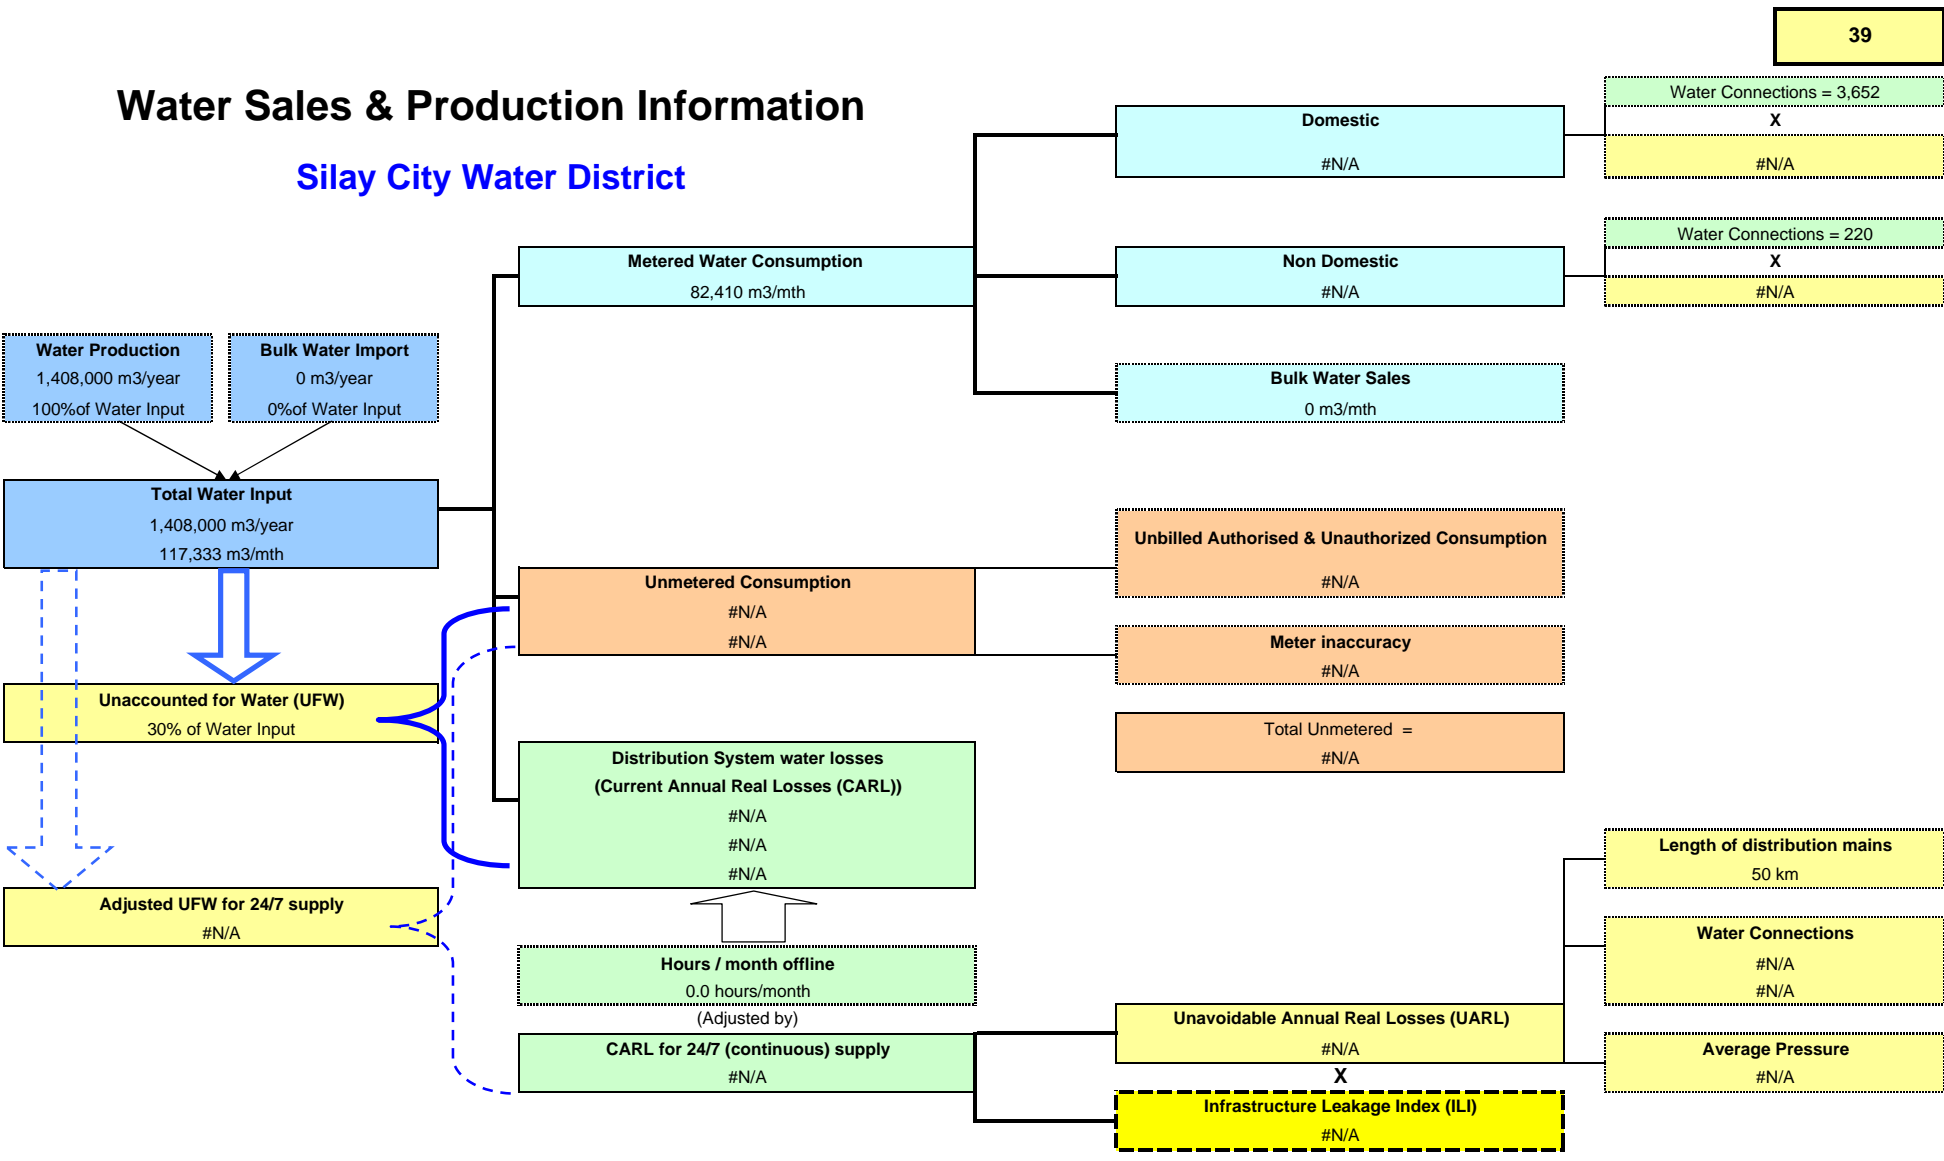 39
Water Sales & Production Information
Silay City Water District
Domestic
#N/A
Water Connections = 3,652
X
#N/A
Metered Water Consumption
82,410 m3/mth
Non Domestic
#N/A
Water Connections = 220
X
#N/A
Bulk Water Sales
0 m3/mth
Water Production
1,408,000 m3/year
100%of Water Input
Bulk Water Import
0 m3/year
0%of Water Input
Total Water Input
1,408,000 m3/year
117,333 m3/mth
Unbilled Authorised & Unauthorized Consumption
#N/A
Unmetered Consumption
#N/A
#N/A
Meter inaccuracy
#N/A
Total Unmetered =
#N/A
Unaccounted for Water (UFW)
30% of Water Input
Distribution System water losses
(Current Annual Real Losses (CARL))
#N/A
#N/A
#N/A
Adjusted UFW for 24/7 supply
#N/A
Hours / month offline
0.0 hours/month
(Adjusted by)
CARL for 24/7 (continuous) supply
#N/A
Length of distribution mains
50 km
Water Connections
#N/A
#N/A
Unavoidable Annual Real Losses (UARL)
#N/A
X
Average Pressure
#N/A
Infrastructure Leakage Index (ILI)
#N/A